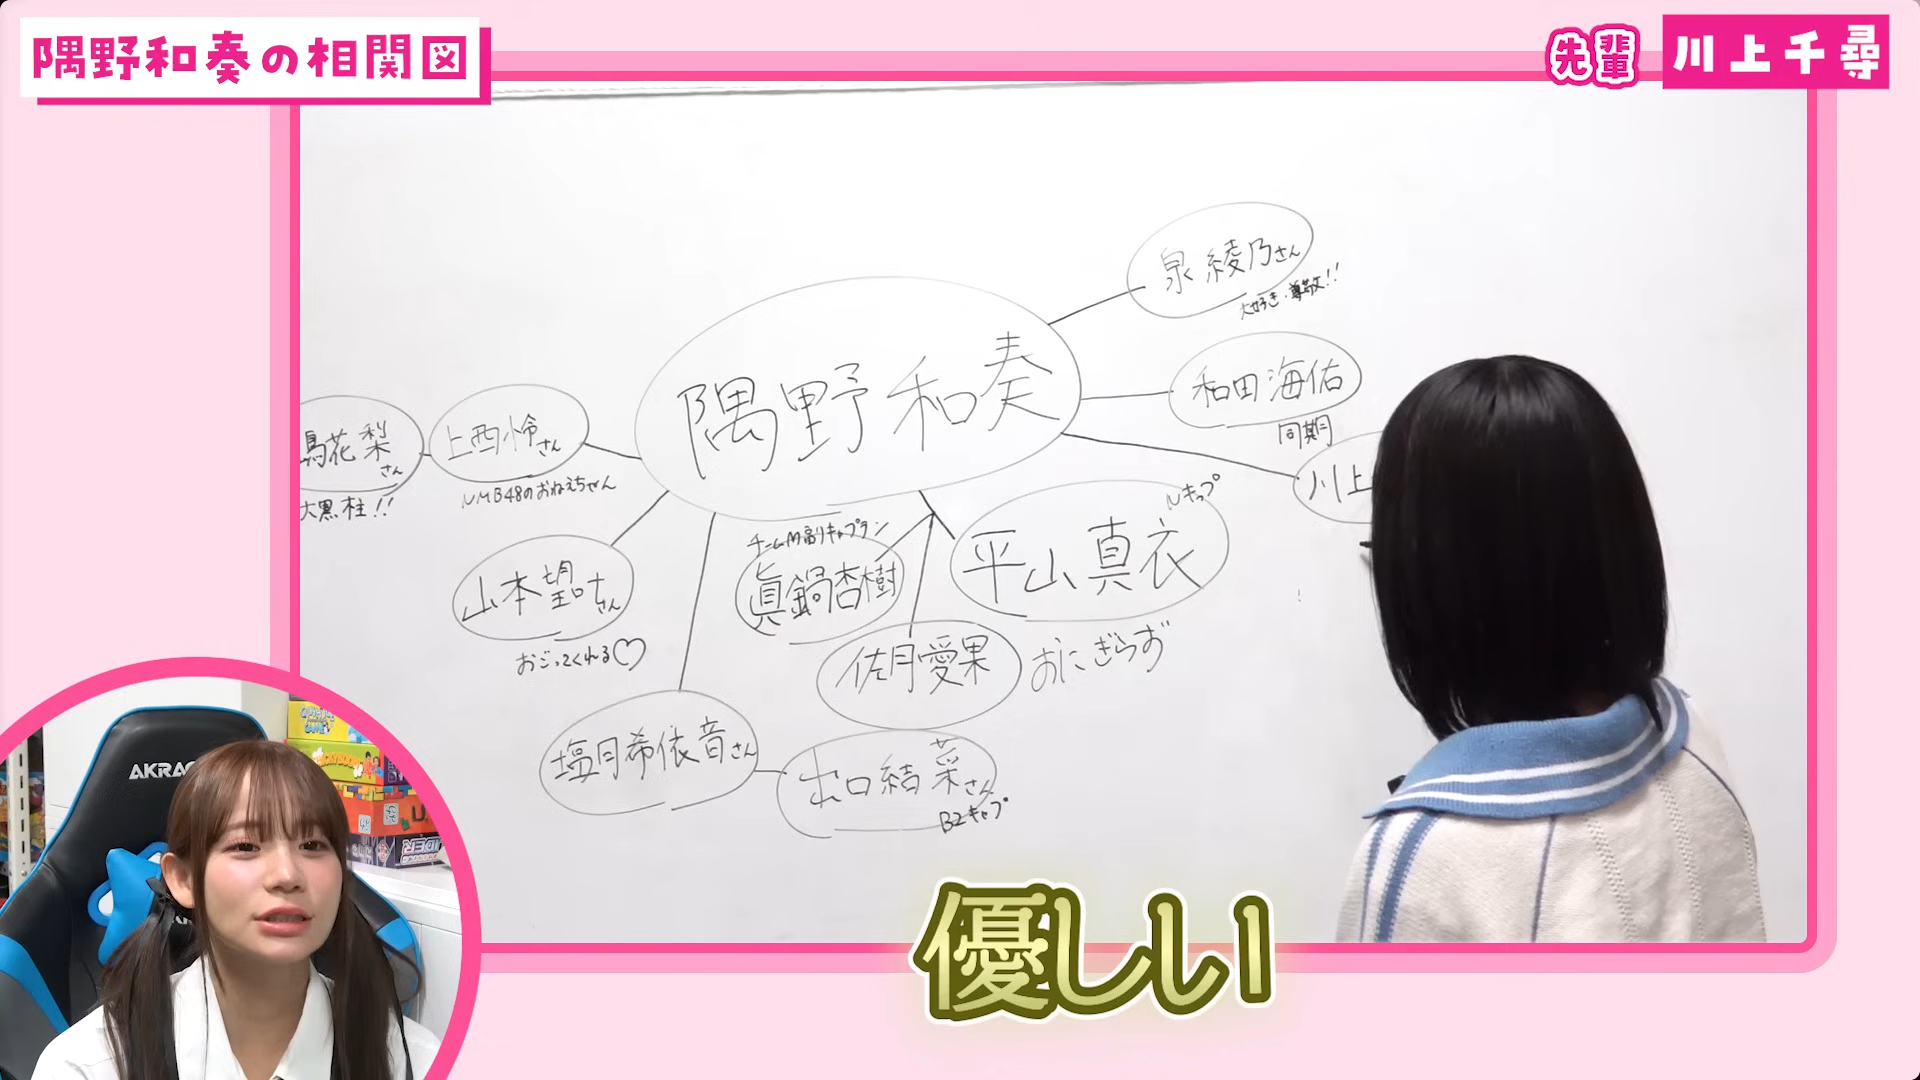 隅野和奏の相関図
先輩 川上千尋
泉綾乃さん
大好き・尊敬!!
隅野和奏
和田海佑
同期
川上
上西怜さん
NMB48のおねえちゃん
花梨さん
大黒柱!!
Nキャプ
平山真衣
チームM副キャプテン
眞鍋杏樹
山本望叶さん
おごってくれる♡
佐月愛果
おにぎらず
塩月希依音さん
出口結菜さん
BIIキャプ
AKRAC
優しい